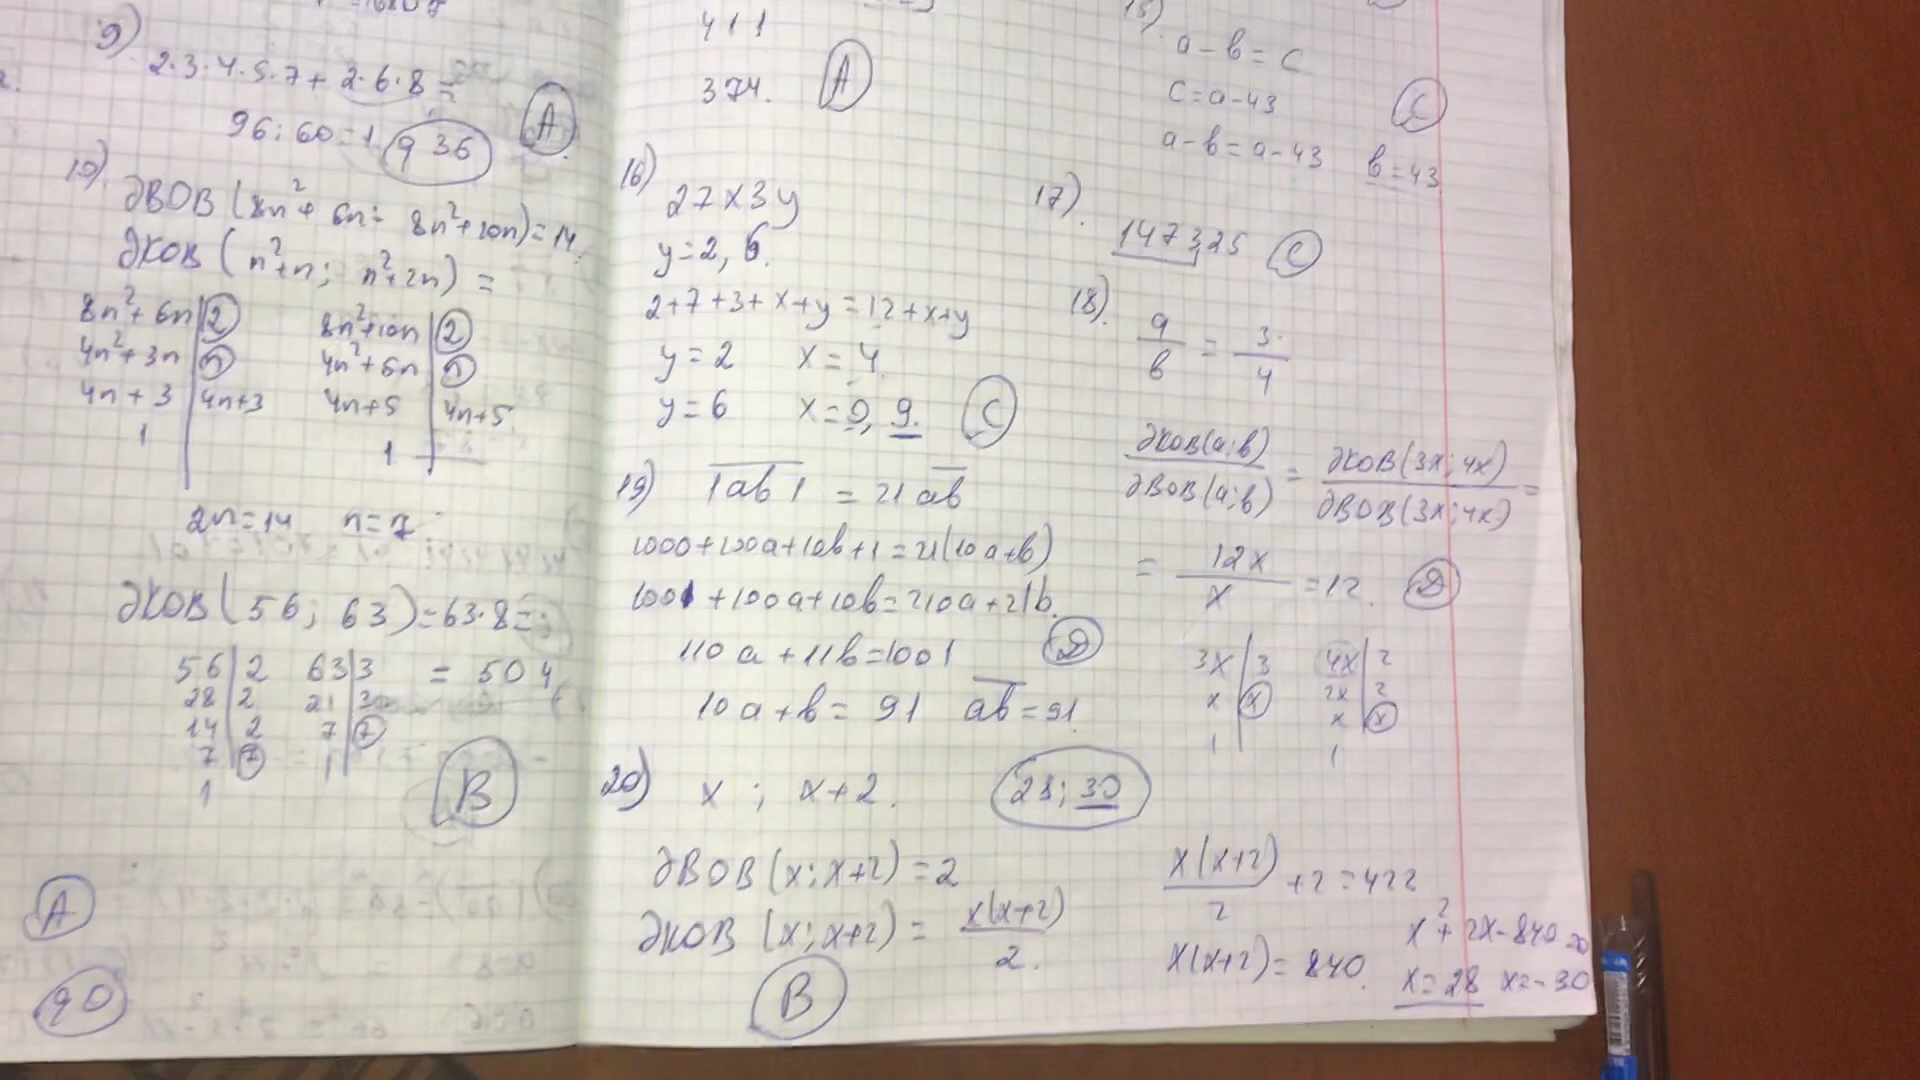 9)
2·3·4·5·7 + 2·6·8 =
96 : 60 = 1 (936
A
10)
ƏBOB (8n² + 6n ; 8n² + 10n) = 14.
ƏKOB (n² + n ; n² + 2n) =
8n² + 6n | 2
4n² + 3n | n
4n + 3 | 4n+3
1
8n² + 10n | 2
4n² + 5n | n
4n+5 | 4n+5
1
2n = 14 n = 7
ƏKOB (56 ; 63) = 63·8 =
= 504
56 | 2
28 | 2
14 | 2
7 | 7
1
63 | 3
21 | 3
7 | 7
1
B
A
90
411
374. A
15)
a - b = c
c = a - 43
C
a - b = a - 43 b = 43
16)
27x3y
y = 2, 6.
2+7+3+x+y = 12+x+y
y = 2 x = 4
y = 6 x = 0, 9. C
17)
147325 C
18)
a/b = 3/4
ƏKOB(a;b)/ƏBOB(a;b) = ƏKOB(3x;4x)/ƏBOB(3x;4x) =
= 12x/x = 12. D
3x | 3
x | x
1
4x | 2
2x | 2
x | x
1
19) 1ab1 = 21 ab
1000+100a+10b+1 = 21(10a+b)
1001+100a+10b = 210a+21b.
110a + 11b = 1001 D
10a + b = 91 ab = 91
20) x ; x+2. 28; 30
ƏBOB (x; x+2) = 2
ƏKOB (x; x+2) = x(x+2)/2.
B
x(x+2)/2 + 2 = 422
x(x+2) = 840.
x² + 2x - 840 = 0
x = 28 x = -30